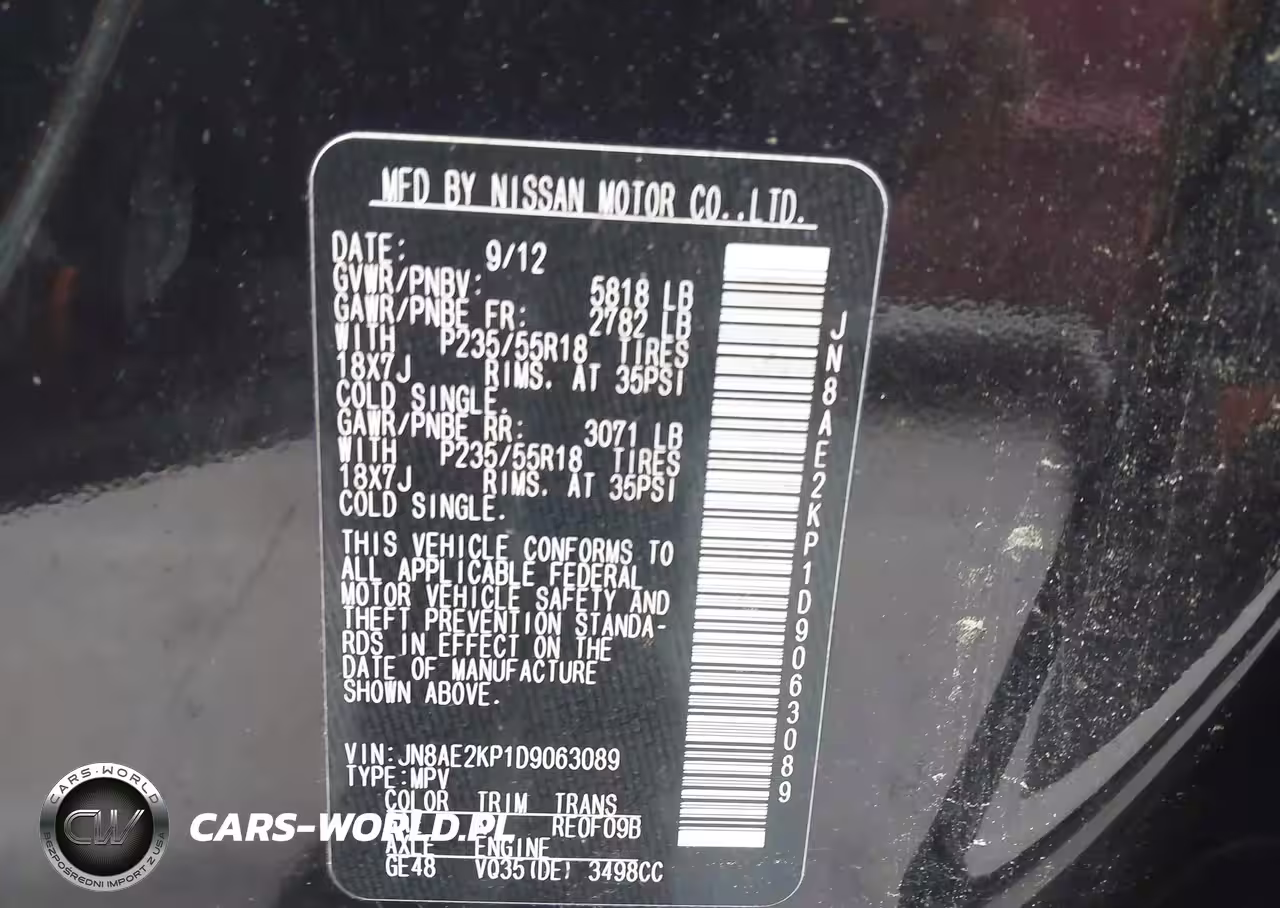 MFD BY NISSAN MOTOR CO.,LTD.
DATE: 9/12
GVWR/PNBV: 5818 LB
GAWR/PNBE FR: 2782 LB
WITH P235/55R18 TIRES
18X7J RIMS. AT 35PSI
COLD SINGLE.
GAWR/PNBE RR: 3071 LB
WITH P235/55R18 TIRES
18X7J RIMS. AT 35PSI
COLD SINGLE.
THIS VEHICLE CONFORMS TO
ALL APPLICABLE FEDERAL
MOTOR VEHICLE SAFETY AND
THEFT PREVENTION STANDA-
RDS IN EFFECT ON THE
DATE OF MANUFACTURE
SHOWN ABOVE.
VIN:JN8AE2KP1D9063089
TYPE:MPV
COLOR TRIM TRANS
RE0F09B
AXLE ENGINE
GE48 VQ35(DE) 3498CC
JN8AE2KP1D9063089
CARS-WORLD
CW
BEZPOŚREDNI IMPORT Z USA
CARS-WORLD.PL